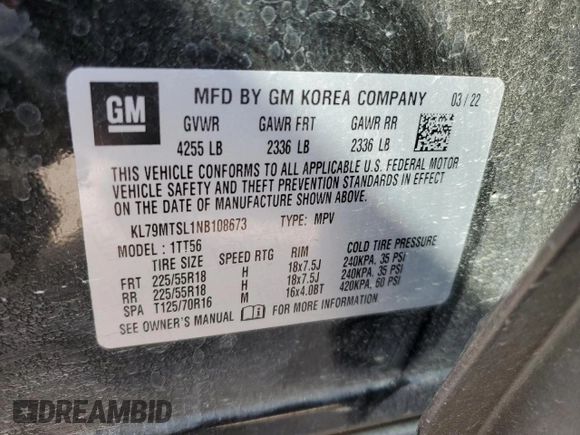 GM MFD BY GM KOREA COMPANY 03/22
GVWR GAWR FRT GAWR RR
4255 LB 2336 LB 2336 LB
THIS VEHICLE CONFORMS TO ALL APPLICABLE U.S. FEDERAL MOTOR
VEHICLE SAFETY AND THEFT PREVENTION STANDARDS IN EFFECT
ON THE DATE OF MANUFACTURE SHOWN ABOVE.
KL79MTSL1NB108673 TYPE: MPV
MODEL: 1TT56
TIRE SIZE SPEED RTG RIM COLD TIRE PRESSURE
FRT 225/55R18 H 18x7.5J 240KPA, 35 PSI
RR 225/55R18 H 18x7.5J 240KPA, 35 PSI
SPA T125/70R16 M 16x4.0BT 420KPA, 60 PSI
SEE OWNER'S MANUAL i FOR MORE INFORMATION.
DREAMBID